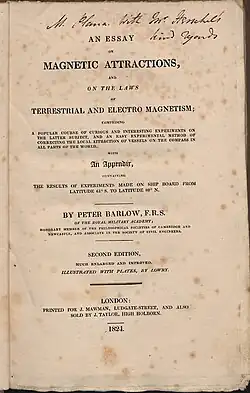 with
kind
AN ESSAY
ON
MAGNETIC ATTRACTIONS,
AND
ON THE LAWS
OF
TERRESTRIAL AND ELECTRO MAGNETISM;
COMPRISING
A POPULAR COURSE OF CURIOUS AND INTERESTING EXPERIMENTS ON
THE LATTER SUBJECT, AND AN EASY EXPERIMENTAL METHOD OF
CORRECTING THE LOCAL ATTRACTION OF VESSELS ON THE COMPASS IN
ALL PARTS OF THE WORLD.
WITH
An Appendix,
CONTAINING
THE RESULTS OF EXPERIMENTS MADE ON SHIP BOARD FROM
LATITUDE 61° S. TO LATITUDE 80° N.
BY PETER BARLOW, F.R.S.
OF THE ROYAL MILITARY ACADEMY;
HONORARY MEMBER OF THE PHILOSOPHICAL SOCIETIES OF CAMBRIDGE AND
NEWCASTLE, AND ASSOCIATE IN THE SOCIETY OF CIVIL ENGINEERS.
SECOND EDITION,
MUCH ENLARGED AND IMPROVED.
ILLUSTRATED WITH PLATES, BY LOWRY.
LONDON:
PRINTED FOR J. MAWMAN, LUDGATE-STREET, AND ALSO
SOLD BY J. TAYLOR, HIGH HOLBORN.
1824.